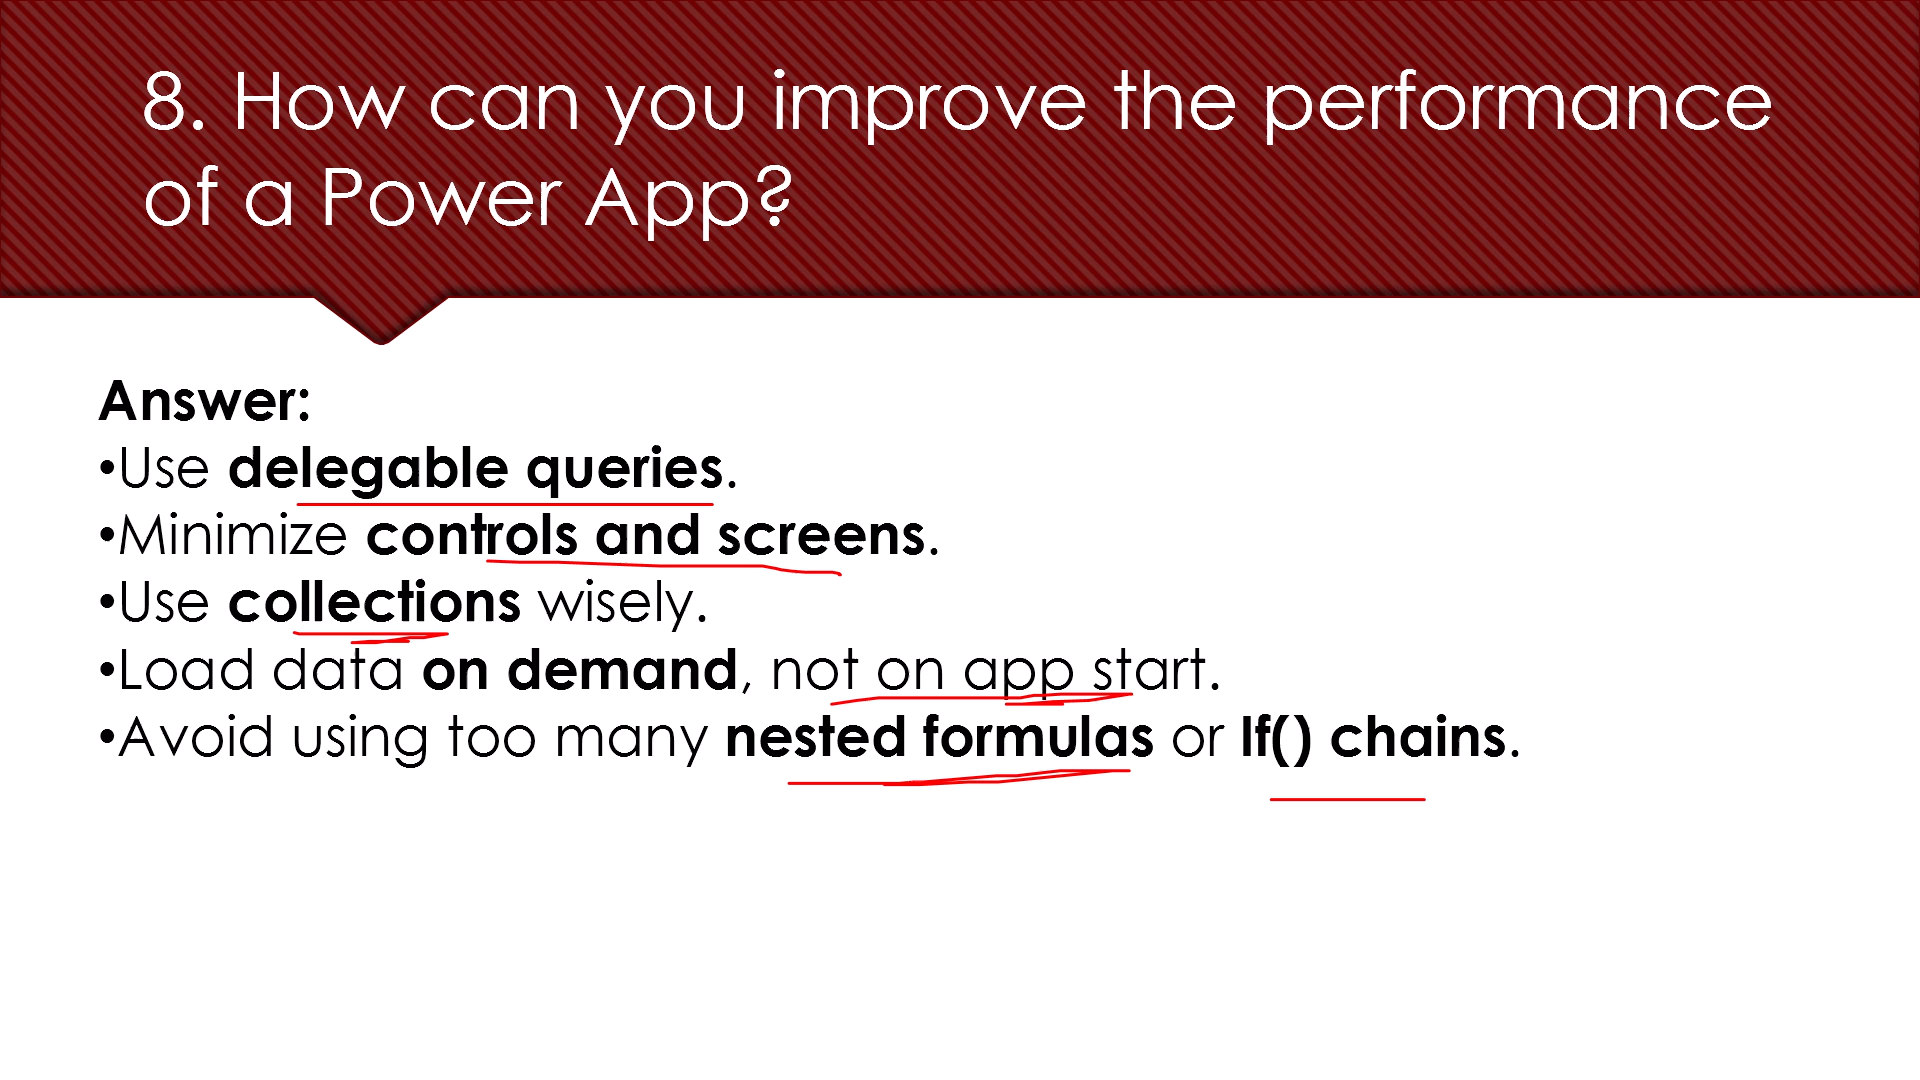 8. How can you improve the performance
of a Power App?
Answer:
•Use delegable queries.
•Minimize controls and screens.
•Use collections wisely.
•Load data on demand, not on app start.
•Avoid using too many nested formulas or If() chains.